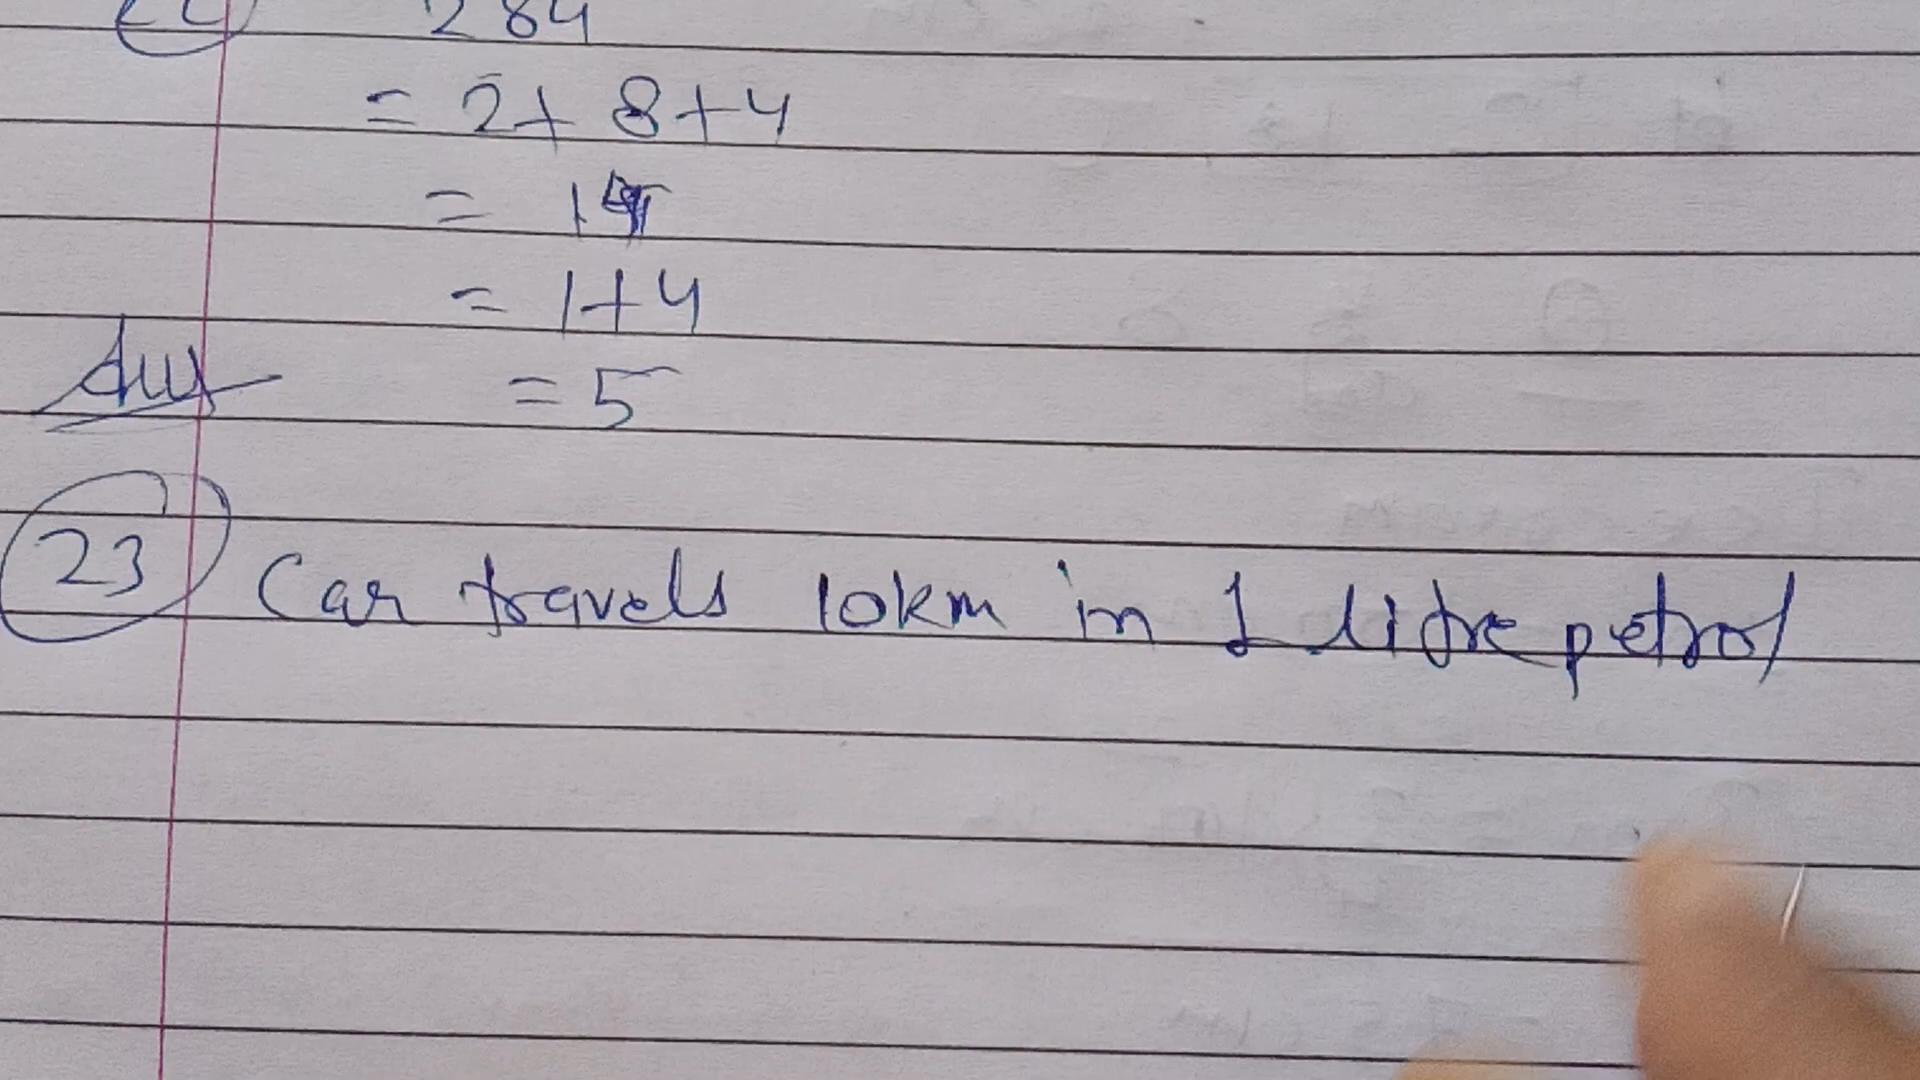 284
= 2 + 8 + 4
= 14
= 1 + 4
Ans = 5
23 Car travels 10km in 1 litre petrol